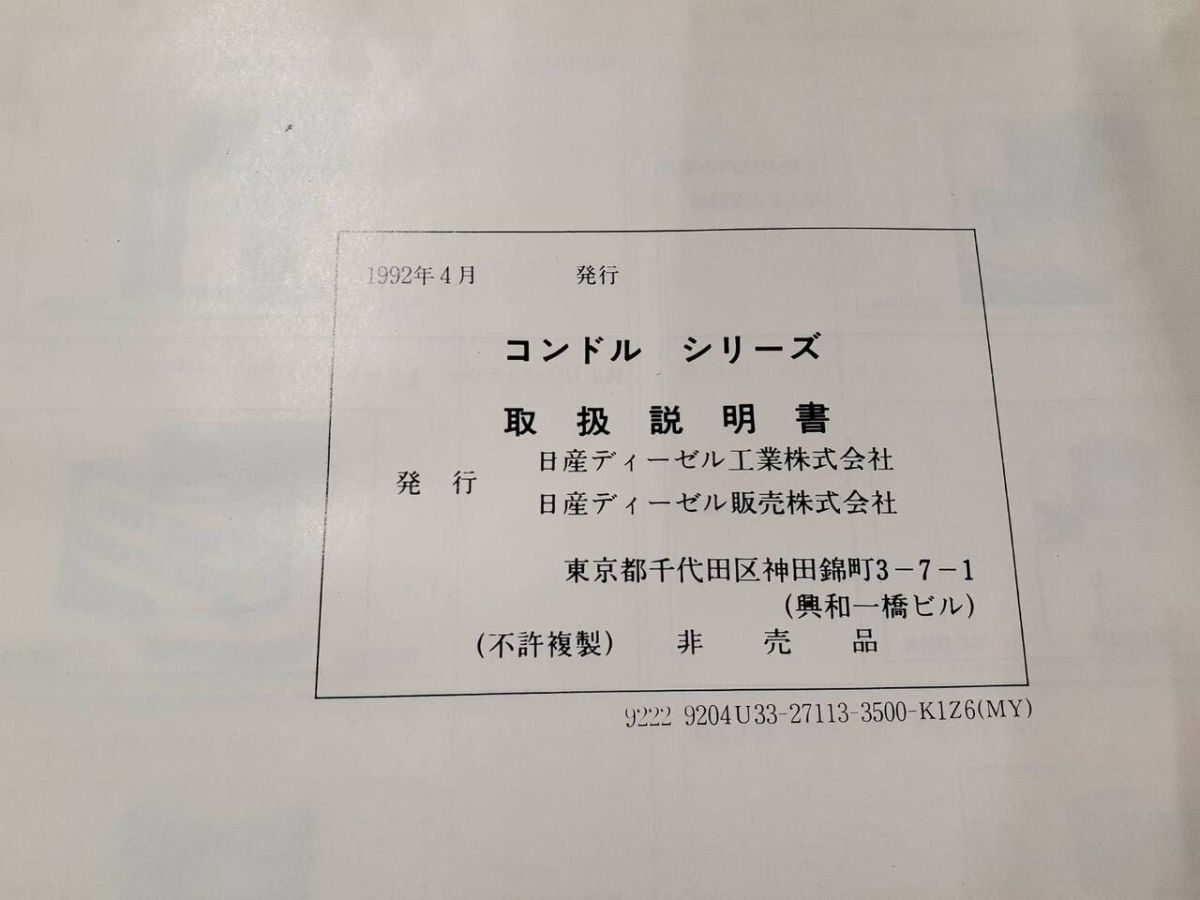 1992年4月 発行
コンドル シリーズ
取扱説明書
発行
日産ディーゼル工業株式会社
日産ディーゼル販売株式会社
東京都千代田区神田錦町3-7-1
(興和一橋ビル)
(不許複製) 非売品
9222 9204U33-27113-3500-K1Z6(MY)